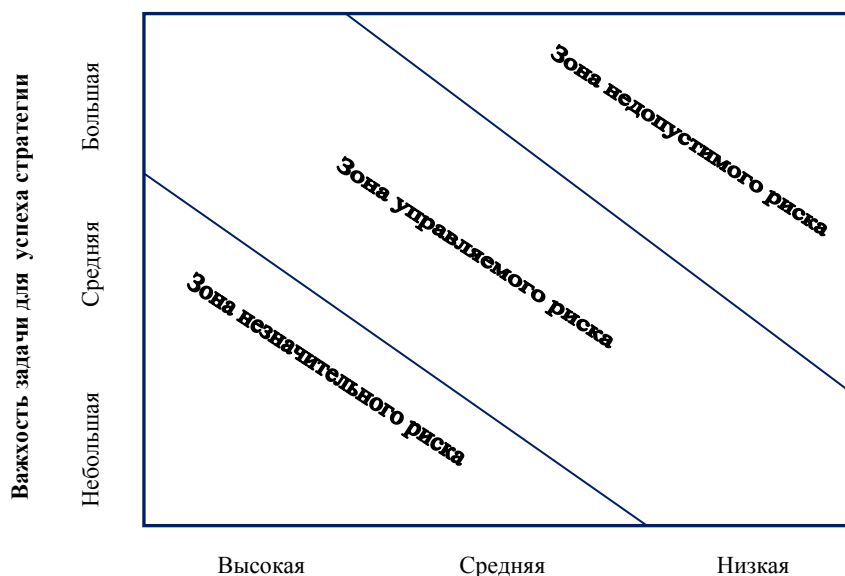 Важхость задачи для успеха стратегии
Большая
Средняя
Небольшая
Зона недопустимого риска
Зона управляемого риска
Зона незначительного риска
Высокая
Средняя
Низкая